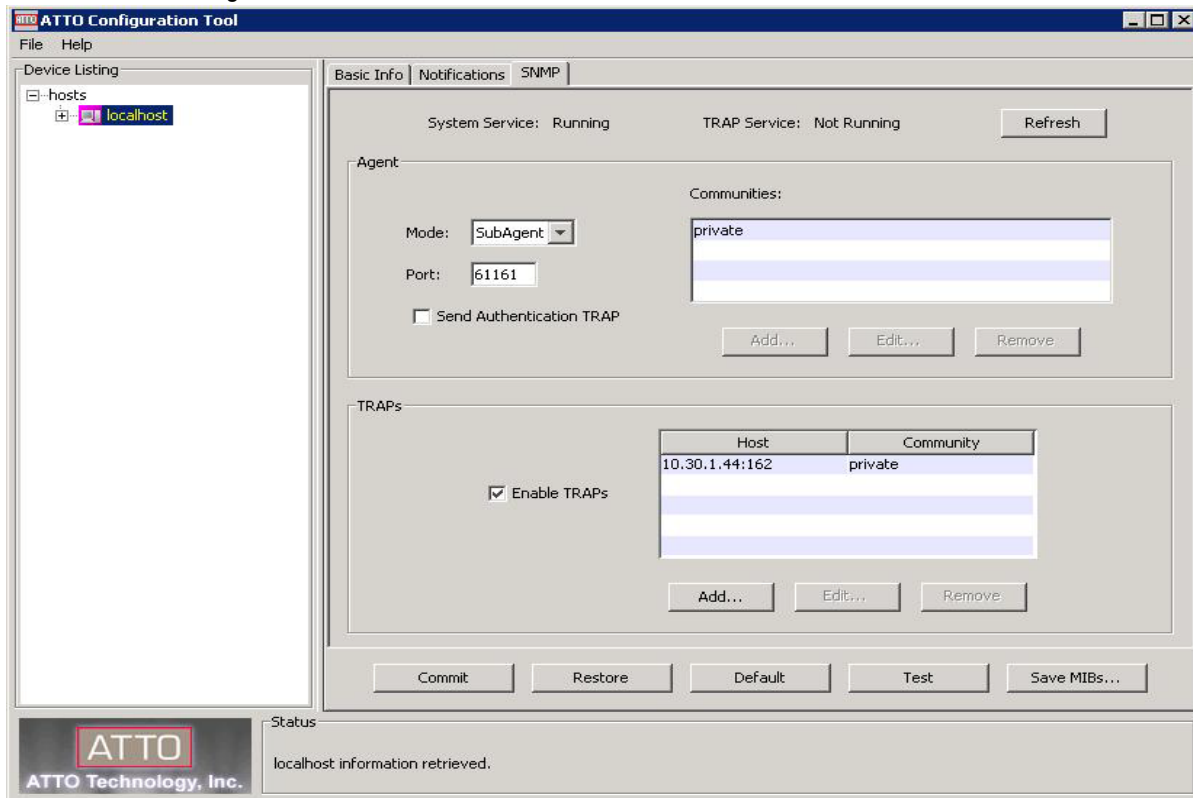 ATTO ATTO Configuration Tool
File Help
Device Listing
hosts
localhost
Basic Info Notifications SNMP
System Service: Running TRAP Service: Not Running Refresh
Agent
Communities:
Mode: SubAgent
private
Port: 61161
Send Authentication TRAP
Add... Edit... Remove
TRAPs
Host Community
10.30.1.44:162 private
Enable TRAPs
Add... Edit... Remove
Commit Restore Default Test Save MIBs...
ATTO
ATTO Technology, Inc.
Status
localhost information retrieved.